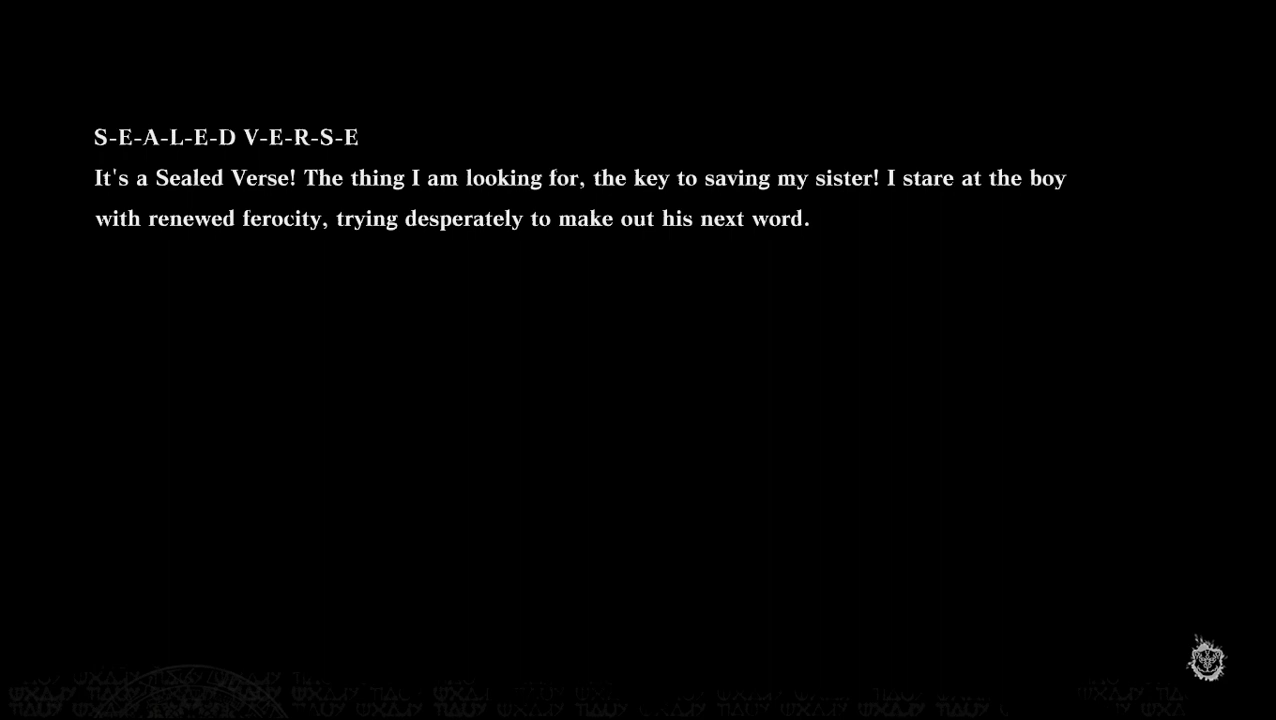 S-E-A-L-E-D V-E-R-S-E
It's a Sealed Verse! The thing I am looking for, the key to saving my sister! I stare at the boy
with renewed ferocity, trying desperately to make out his next word.